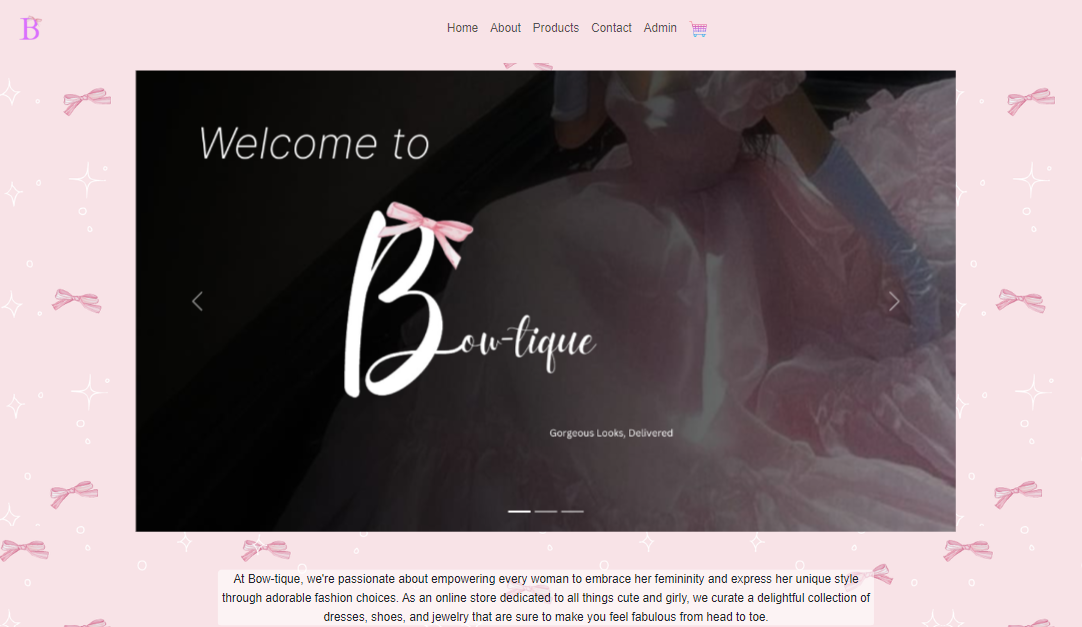 B
Home About Products Contact Admin
Welcome to
Bow-tique
Gorgeous Looks, Delivered
At Bow-tique, we're passionate about empowering every woman to embrace her femininity and express her unique style
through adorable fashion choices. As an online store dedicated to all things cute and girly, we curate a delightful collection of
dresses, shoes, and jewelry that are sure to make you feel fabulous from head to toe.